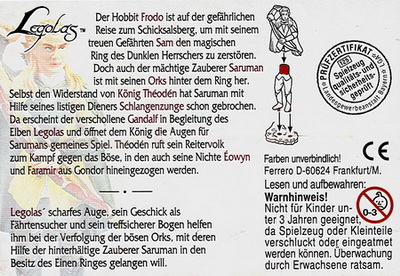 Legolas™
Der Hobbit Frodo ist auf der gefährlichen
Reise zum Schicksalsberg, um mit seinem
treuen Gefährten Sam den magischen
Ring des Dunklen Herrschers zu zerstören.
Doch auch der mächtige Zauberer Saruman
ist mit seinen Orks hinter dem Ring her.
Selbst den Widerstand von König Théodén hat Saruman mit
Hilfe seines listigen Dieners Schlangenzunge schon gebrochen.
Da erscheint der verschollene Gandalf in Begleitung des
Elben Legolas und öffnet dem König die Augen für
Sarumans gemeines Spiel. Théodén ruft sein Reitervolk
zum Kampf gegen das Böse, in den auch seine Nichte Éowyn
und Faramir aus Gondor hineingezogen werden.
Legolas´ scharfes Auge, sein Geschick als
Fährtensucher und sein treffsicherer Bogen helfen
ihm bei der Verfolgung der bösen Orks, mit deren
Hilfe der hinterhältige Zauberer Saruman in den
Besitz des Einen Ringes gelangen will.
PRÜFZERTIFIKAT
LGA
Spielzeug
qualitäts- und
sicherheits-
geprüft
Landesgewerbeanstalt Bayern
Farben unverbindlich!
Ferrero D-60624 Frankfurt/M.
CE
Lesen und aufbewahren:
Warnhinweis!
Nicht für Kinder un-
ter 3 Jahren geeignet,
da Spielzeug oder Kleinteile
verschluckt oder eingeatmet
werden können. Überwachung
durch Erwachsene ratsam.
0-3